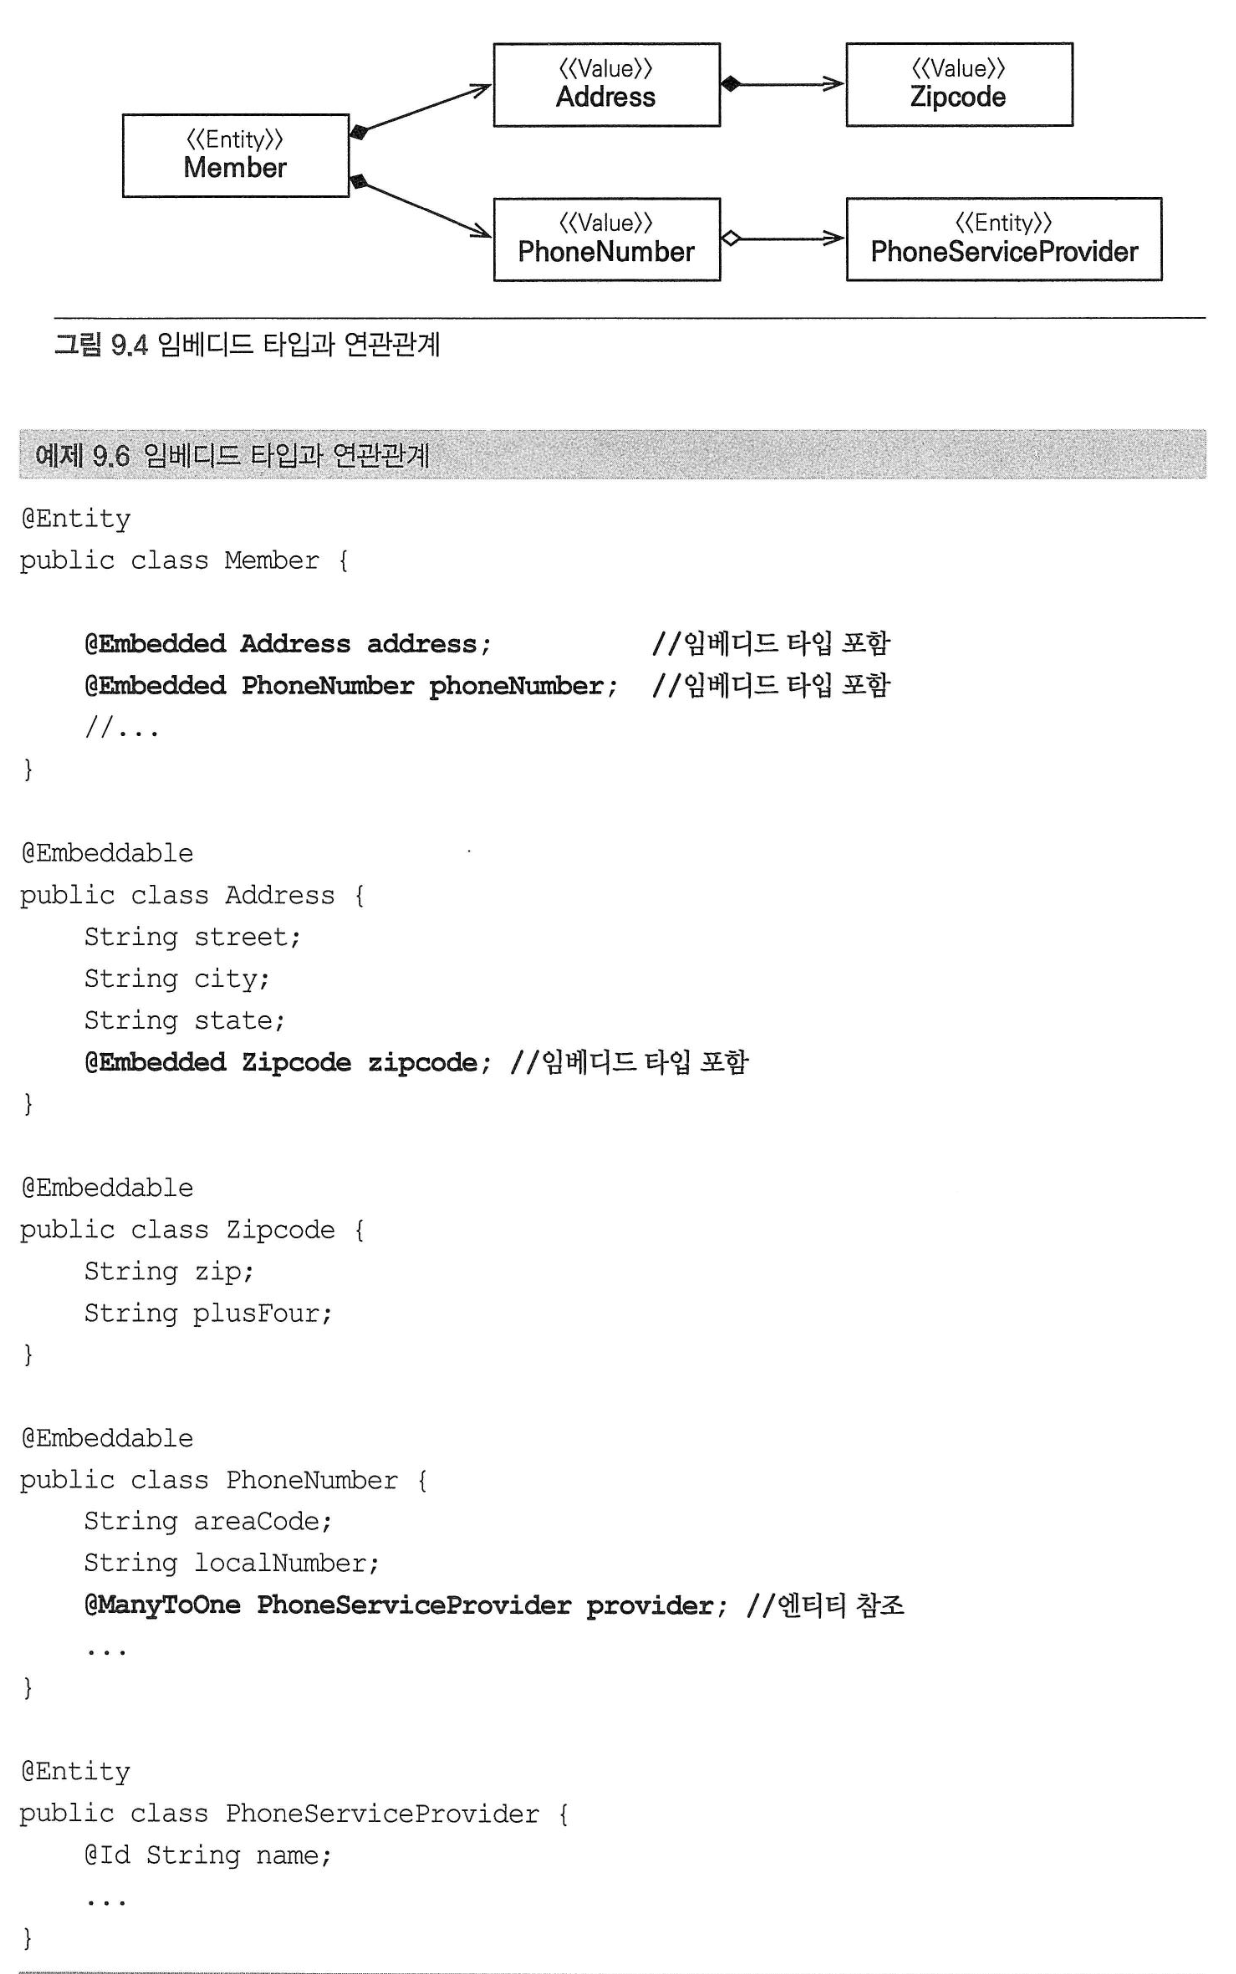 《Value》
Address
《Value》
Zipcode
《Entity》
Member
《Value》
PhoneNumber
《Entity》
PhoneServiceProvider
그림 9.4 임베디드 타입과 연관관계
예제 9.6 임베디드 타입과 연관관계
@Entity
public class Member {
    @Embedded Address address;          //임베디드 타입 포함
    @Embedded PhoneNumber phoneNumber;  //임베디드 타입 포함
    //...
}
@Embeddable
public class Address {
    String street;
    String city;
    String state;
    @Embedded Zipcode zipcode; //임베디드 타입 포함
}
@Embeddable
public class Zipcode {
    String zip;
    String plusFour;
}
@Embeddable
public class PhoneNumber {
    String areaCode;
    String localNumber;
    @ManyToOne PhoneServiceProvider provider; //엔티티 참조
    ...
}
@Entity
public class PhoneServiceProvider {
    @Id String name;
    ...
}